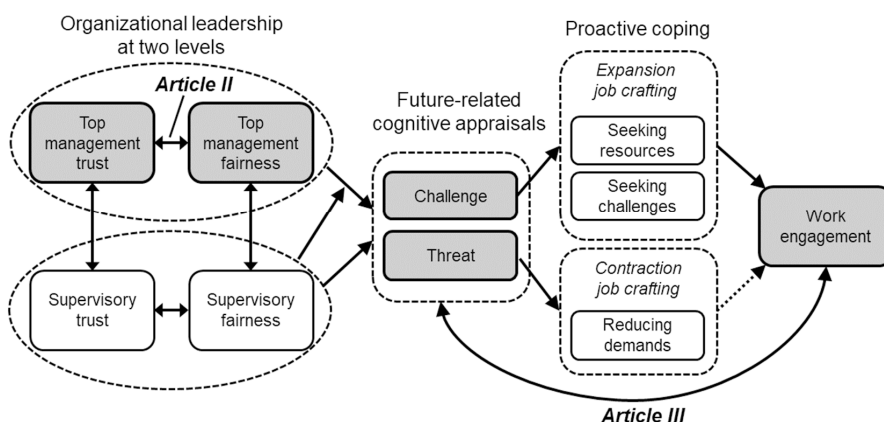 Organizational leadership
at two levels
Article II
Top
management
trust
Top
management
fairness
Supervisory
trust
Supervisory
fairness
Future-related
cognitive appraisals
Challenge
Threat
Proactive coping
Expansion
job crafting
Seeking
resources
Seeking
challenges
Contraction
job crafting
Reducing
demands
Work
engagement
Article III